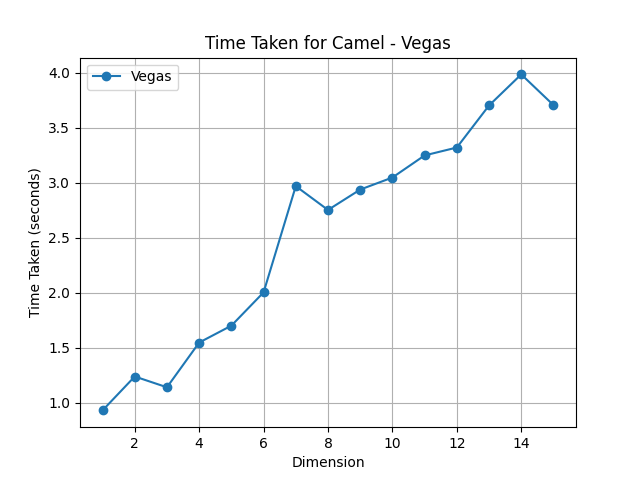 Time Taken for Camel - Vegas
Vegas
Time Taken (seconds)
4.0
3.5
3.0
2.5
2.0
1.5
1.0
2 4 6 8 10 12 14
Dimension